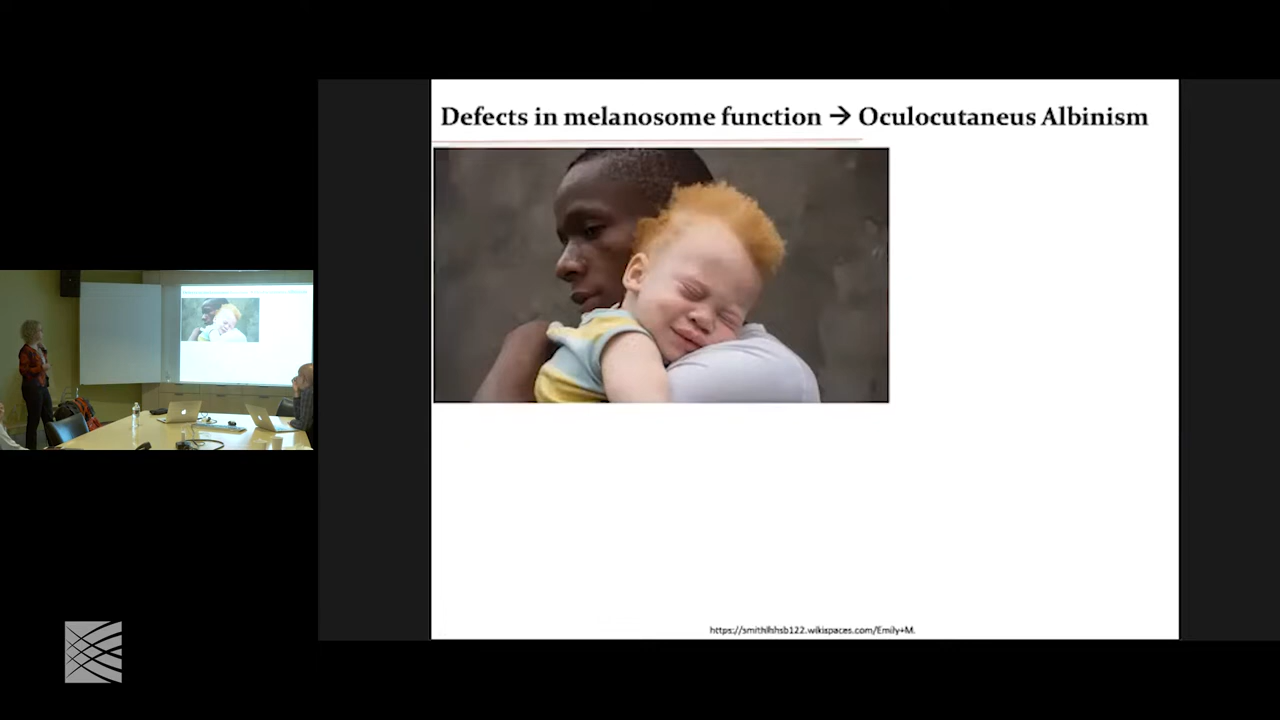 Defects in melanosome function → Oculocutaneus Albinism
https://smithlhhsb122.wikispaces.com/Emily+M.